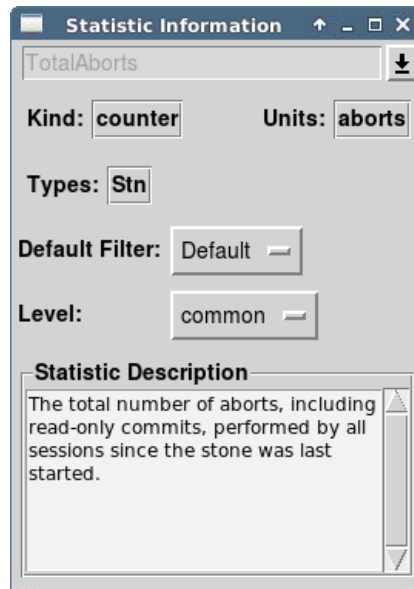 Statistic Information
TotalAborts
Kind: counter Units: aborts
Types: Stn
Default Filter: Default
Level: common
Statistic Description
The total number of aborts, including
read-only commits, performed by all
sessions since the stone was last
started.